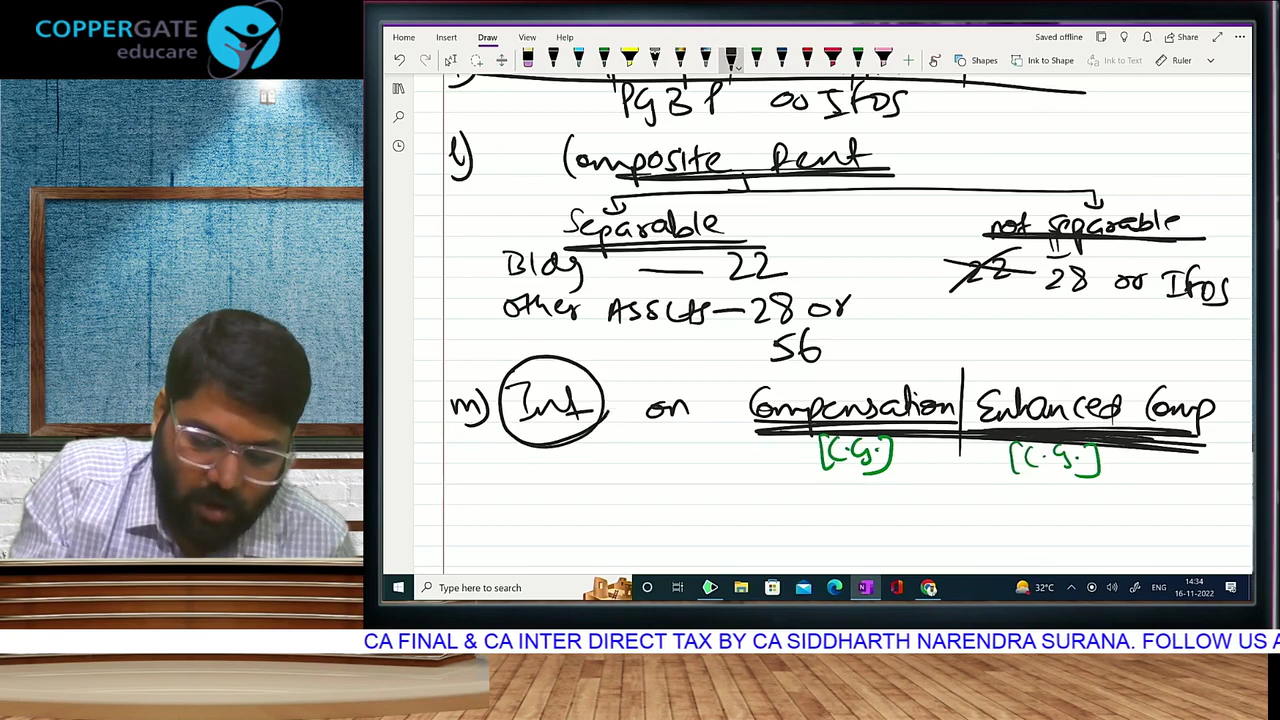 COPPERGATE
educare
Home Insert Draw View Help
Saved offline
Share
Shapes
Ink to Shape
Ink to Text
Ruler
PGBP or IFOS
l) Composite Rent
Separable
not separable
Bldg — 22
22 28 or IFOS
other Assets — 28 or
56
m) Int on Compensation | Enhanced Comp
[C.G.] [C.G.]
Type here to search
32°C
ENG
14:34
16-11-2022
CA FINAL & CA INTER DIRECT TAX BY CA SIDDHARTH NARENDRA SURANA. FOLLOW US A